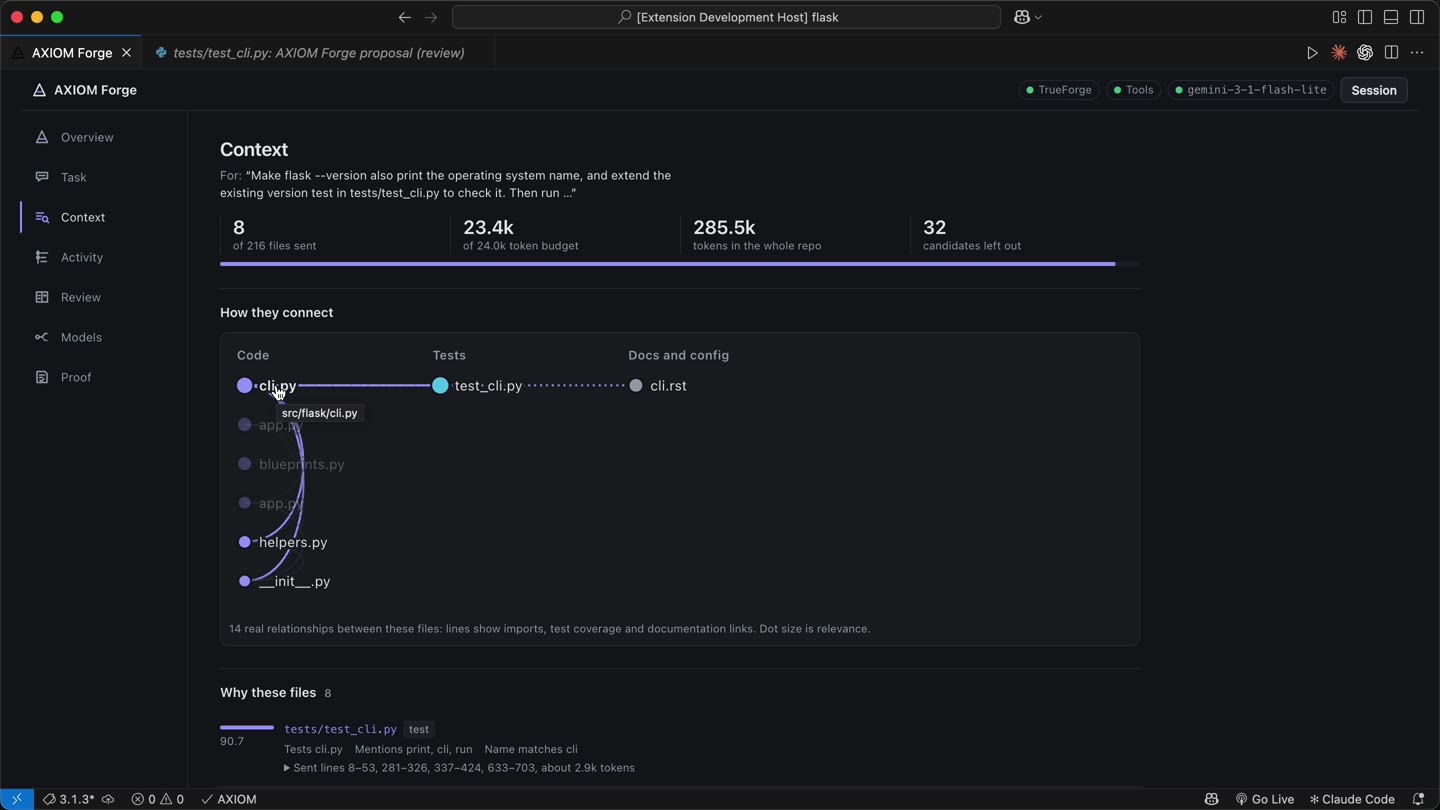 [Extension Development Host] flask
AXIOM Forge
tests/test_cli.py: AXIOM Forge proposal (review)
AXIOM Forge
TrueForge
Tools
gemini-3-1-flash-lite
Session
Overview
Task
Context
Activity
Review
Models
Proof
Context
For: “Make flask --version also print the operating system name, and extend the
existing version test in tests/test_cli.py to check it. Then run …”
8
of 216 files sent
23.4k
of 24.0k token budget
285.5k
tokens in the whole repo
32
candidates left out
How they connect
Code
Tests
Docs and config
cli.py
test_cli.py
cli.rst
src/flask/cli.py
app.py
blueprints.py
app.py
helpers.py
__init__.py
14 real relationships between these files: lines show imports, test coverage and documentation links. Dot size is relevance.
Why these files 8
90.7
tests/test_cli.py test
Tests cli.py Mentions print, cli, run Name matches cli
Sent lines 8–53, 281–326, 337–424, 633–703, about 2.9k tokens
3.1.3*
0 0
AXIOM
Go Live
Claude Code